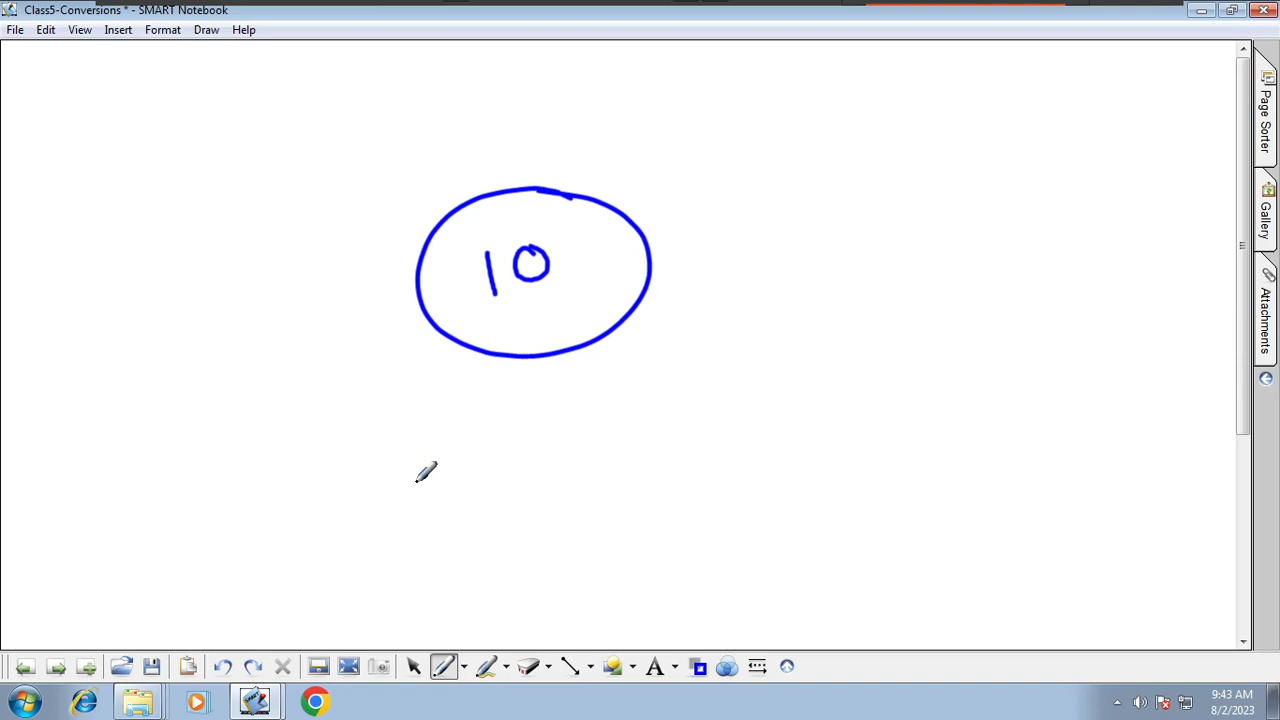 Class5-Conversions * - SMART Notebook
File Edit View Insert Format Draw Help
10
Page Sorter
Gallery
Attachments
A
9:43 AM
8/2/2023